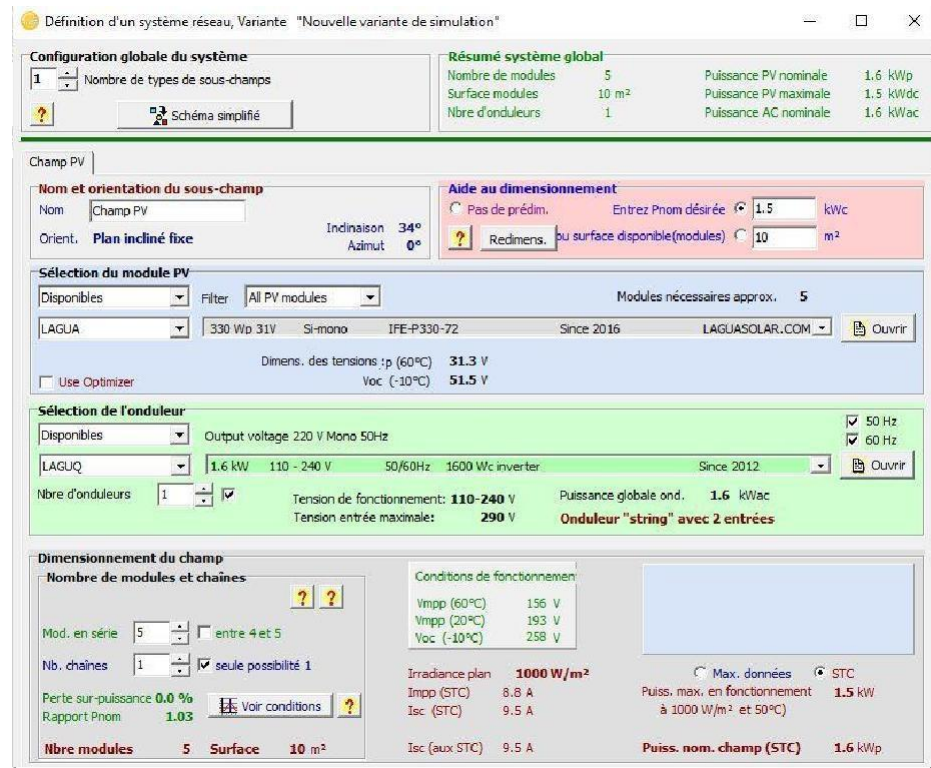 Définition d'un système réseau, Variante "Nouvelle variante de simulation"
Configuration globale du système
1 Nombre de types de sous-champs
? Schéma simplifié
Résumé système global
Nombre de modules 5 Puissance PV nominale 1.6 kWp
Surface modules 10 m² Puissance PV maximale 1.5 kWdc
Nbre d'onduleurs 1 Puissance AC nominale 1.6 kWac
Champ PV
Nom et orientation du sous-champ
Nom Champ PV
Orient. Plan incliné fixe Inclinaison 34°
Azimut 0°
Aide au dimensionnement
Pas de prédim. Entrez Pnom désirée 1.5 kWc
? Redimens. ou surface disponible(modules) 10 m²
Sélection du module PV
Disponibles Filter All PV modules Modules nécessaires approx. 5
LAGUA 330 Wp 31V Si-mono IFE-P330-72 Since 2016 LAGUASOLAR.COM Ouvrir
Dimens. des tensions :p (60°C) 31.3 V
Use Optimizer Voc (-10°C) 51.5 V
Sélection de l'onduleur
Disponibles Output voltage 220 V Mono 50Hz 50 Hz
60 Hz
LAGUQ 1.6 kW 110 - 240 V 50/60Hz 1600 Wc inverter Since 2012 Ouvrir
Nbre d'onduleurs 1 Tension de fonctionnement: 110-240 V Puissance globale ond. 1.6 kWac
Tension entrée maximale: 290 V Onduleur "string" avec 2 entrées
Dimensionnement du champ
Nombre de modules et chaînes
? ?
Mod. en série 5 entre 4 et 5
Nb. chaînes 1 seule possibilité 1
Perte sur-puissance 0.0 %
Rapport Pnom 1.03
Voir conditions ?
Nbre modules 5 Surface 10 m²
Conditions de fonctionnemen
Vmpp (60°C) 156 V
Vmpp (20°C) 193 V
Voc (-10°C) 258 V
Irradiance plan 1000 W/m²
Impp (STC) 8.8 A
Isc (STC) 9.5 A
Isc (aux STC) 9.5 A
Max. données STC
Puiss. max. en fonctionnement 1.5 kW
à 1000 W/m² et 50°C)
Puiss. nom. champ (STC) 1.6 kWp